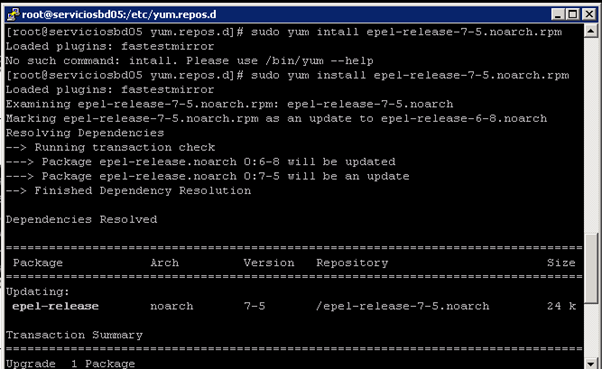 root@serviciosbd05:/etc/yum.repos.d
[root@serviciosbd05 yum.repos.d]# sudo yum intall epel-release-7-5.noarch.rpm
Loaded plugins: fastestmirror
No such command: intall. Please use /bin/yum --help
[root@serviciosbd05 yum.repos.d]# sudo yum install epel-release-7-5.noarch.rpm
Loaded plugins: fastestmirror
Examining epel-release-7-5.noarch.rpm: epel-release-7-5.noarch
Marking epel-release-7-5.noarch.rpm as an update to epel-release-6-8.noarch
Resolving Dependencies
--> Running transaction check
---> Package epel-release.noarch 0:6-8 will be updated
---> Package epel-release.noarch 0:7-5 will be an update
--> Finished Dependency Resolution

Dependencies Resolved

================================================================================
Package Arch Version Repository Size
================================================================================
Updating:
epel-release noarch 7-5 /epel-release-7-5.noarch 24 k

Transaction Summary
================================================================================
Upgrade 1 Package